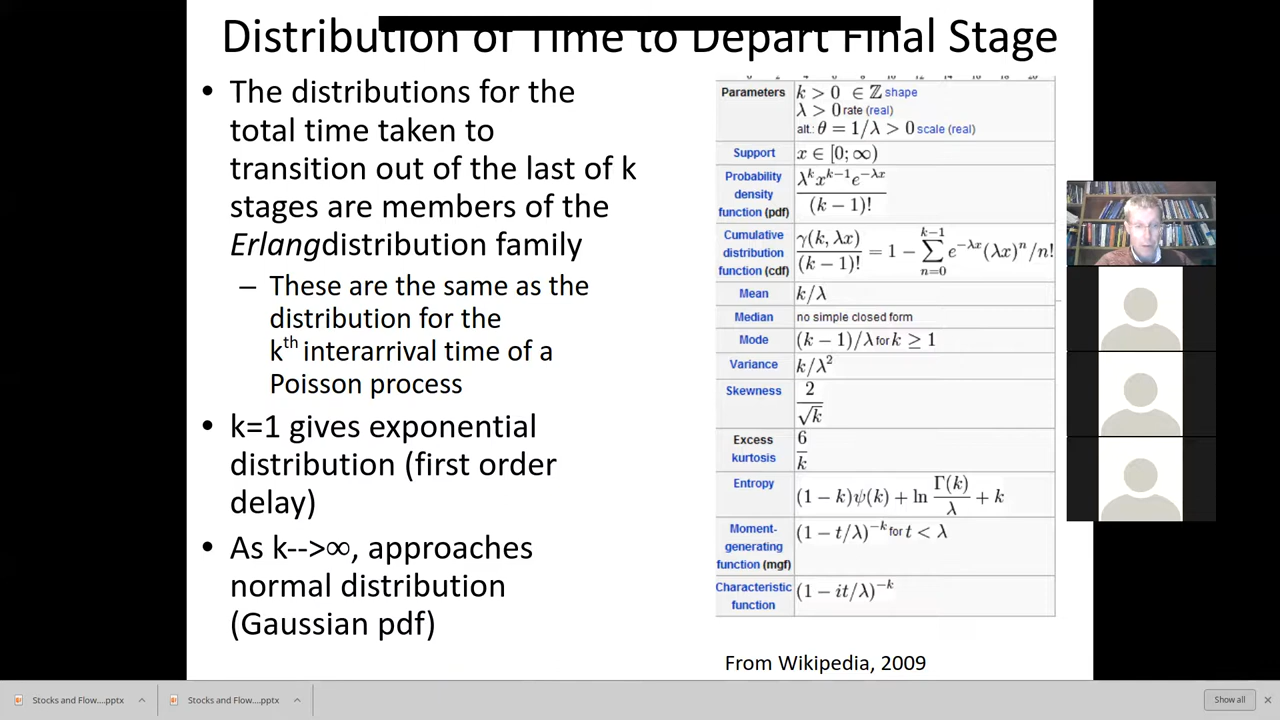 Distribution of Time to Depart Final Stage
• The distributions for the
total time taken to
transition out of the last of k
stages are members of the
Erlangdistribution family
– These are the same as the
distribution for the
kth interarrival time of a
Poisson process
• k=1 gives exponential
distribution (first order
delay)
• As k-->∞, approaches
normal distribution
(Gaussian pdf)
Parameters k > 0 ∈ ℤ shape
λ > 0 rate (real)
alt.: θ = 1/λ > 0 scale (real)
Support x ∈ [0; ∞)
Probability density function (pdf) λ^k x^{k−1} e^{−λx} / (k − 1)!
Cumulative distribution function (cdf) γ(k, λx) / (k − 1)! = 1 − ∑_{n=0}^{k−1} e^{−λx}(λx)^n/n!
Mean k/λ
Median no simple closed form
Mode (k − 1)/λ for k ≥ 1
Variance k/λ²
Skewness 2/√k
Excess kurtosis 6/k
Entropy (1 − k)ψ(k) + ln Γ(k)/λ + k
Moment-generating function (mgf) (1 − t/λ)^{−k} for t < λ
Characteristic function (1 − it/λ)^{−k}
From Wikipedia, 2009
Stocks and Flow....pptx
Stocks and Flow....pptx
Show all